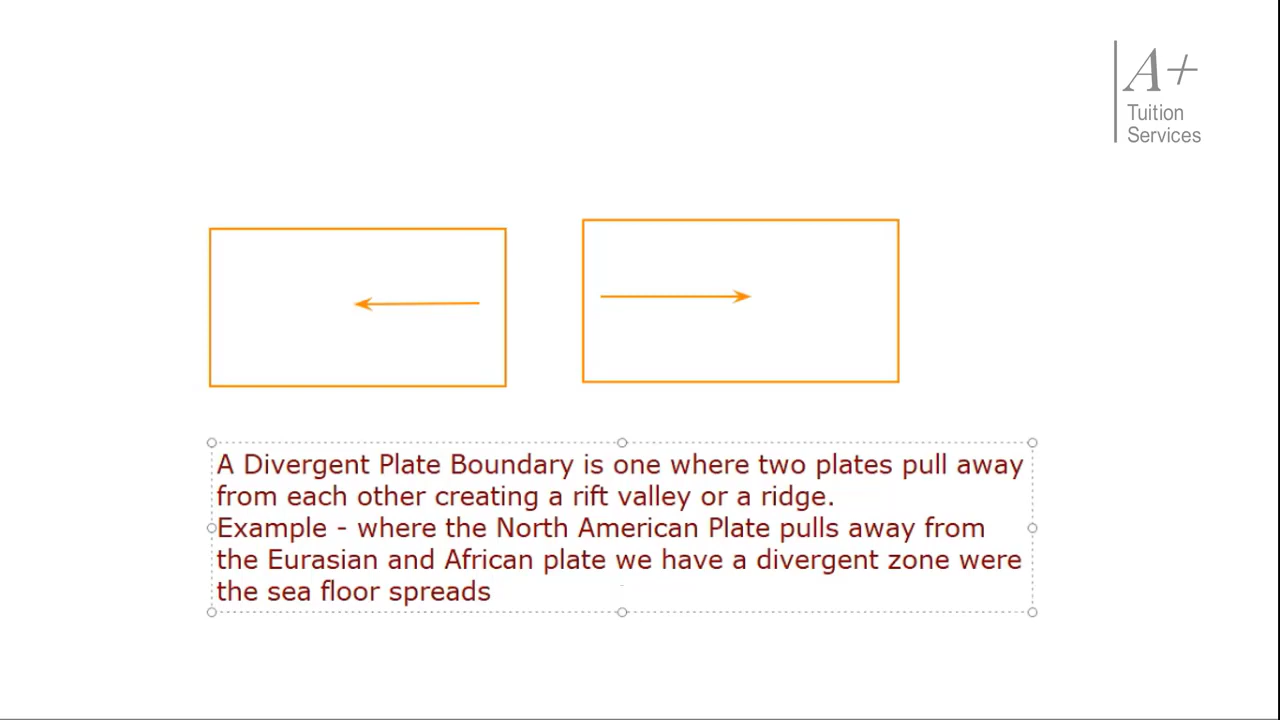 A+
Tuition
Services
A Divergent Plate Boundary is one where two plates pull away
from each other creating a rift valley or a ridge.
Example - where the North American Plate pulls away from
the Eurasian and African plate we have a divergent zone were
the sea floor spreads